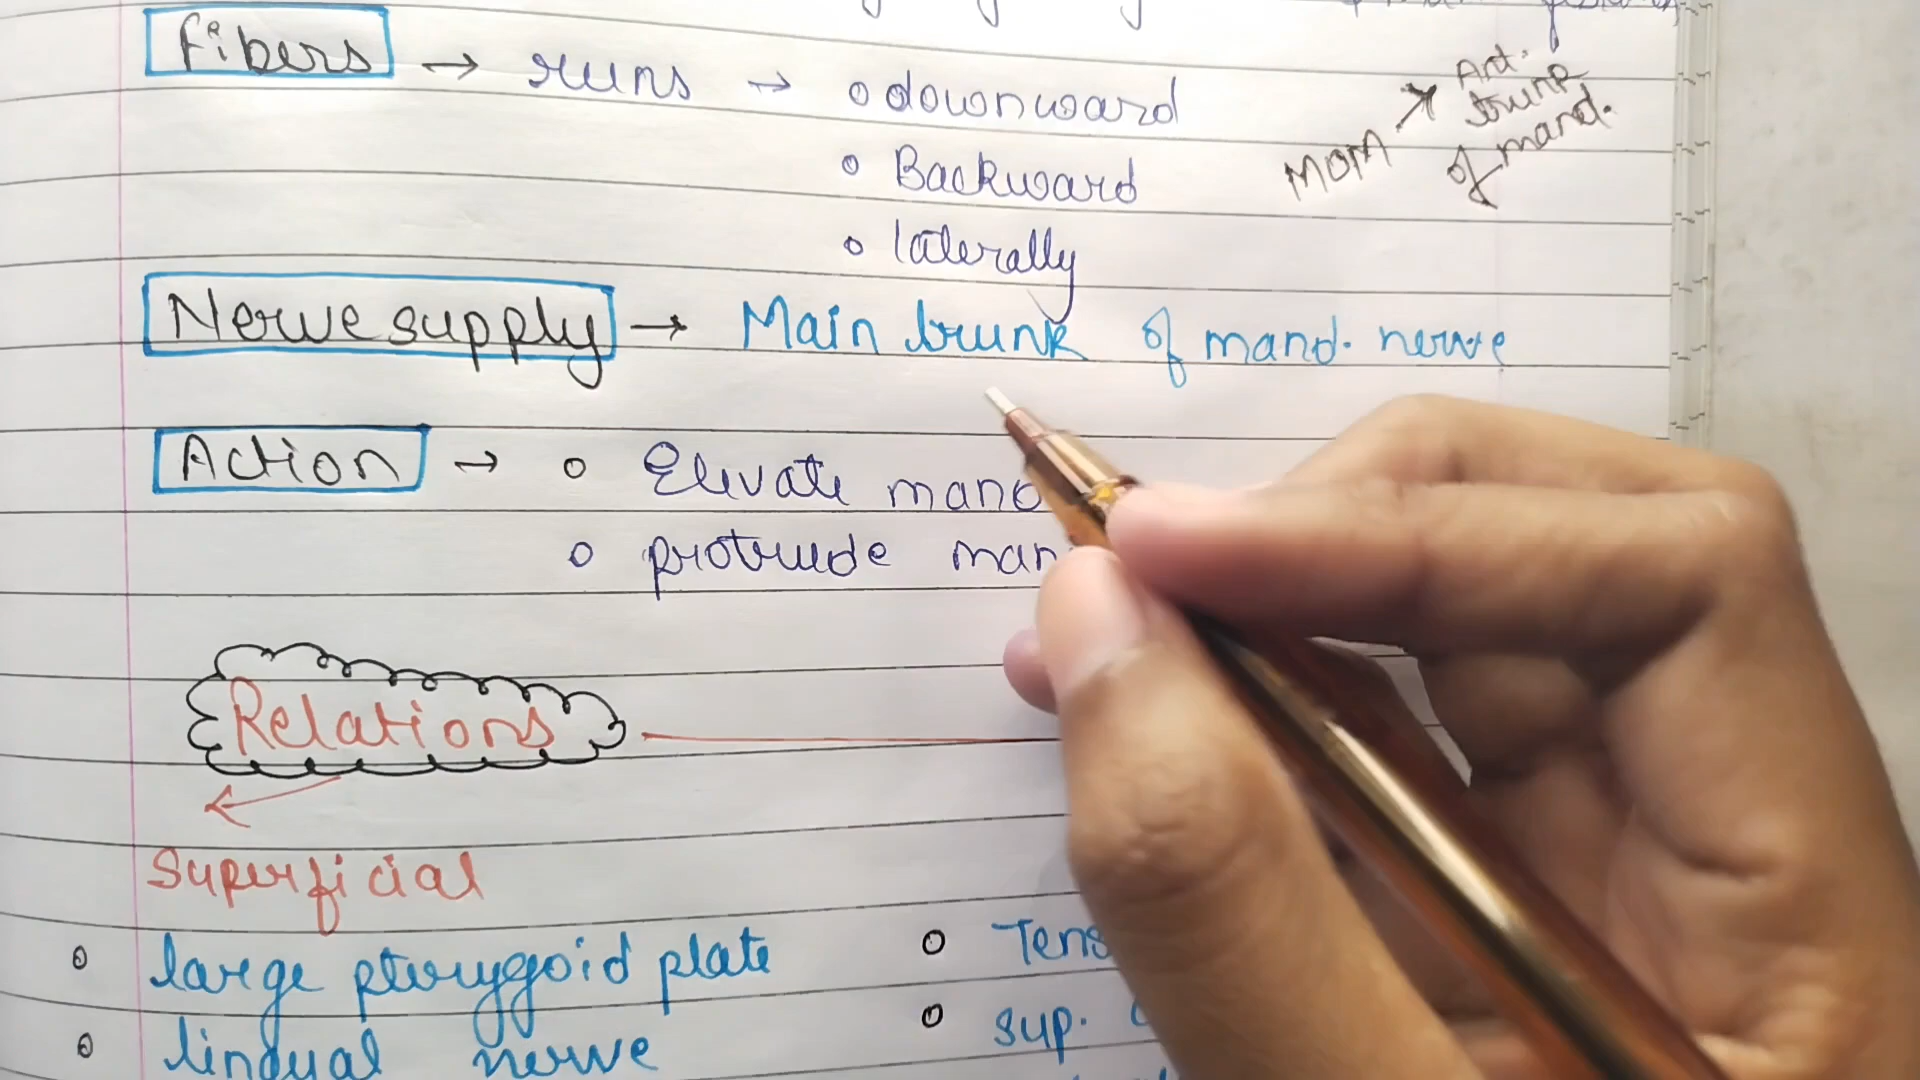 Fibers → runs → o downward
o Backward
o laterally
MOM → Ant.
trunk
of mand.
Nerve supply → Main trunk of mand. nerve
Action → o Elevate mand
o protrude man
Relations
Superficial
o large pterygoid plate
o lingual nerve
o Tens
o sup.